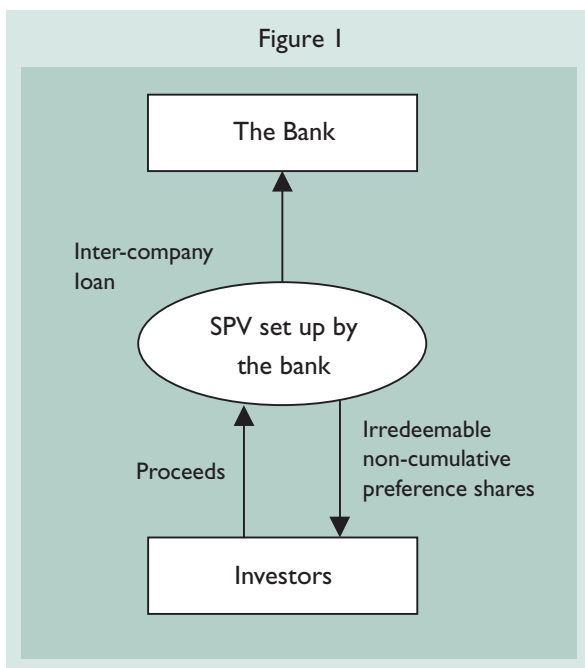 Figure 1
The Bank
Inter-company
loan
SPV set up by
the bank
Proceeds
Irredeemable
non-cumulative
preference shares
Investors